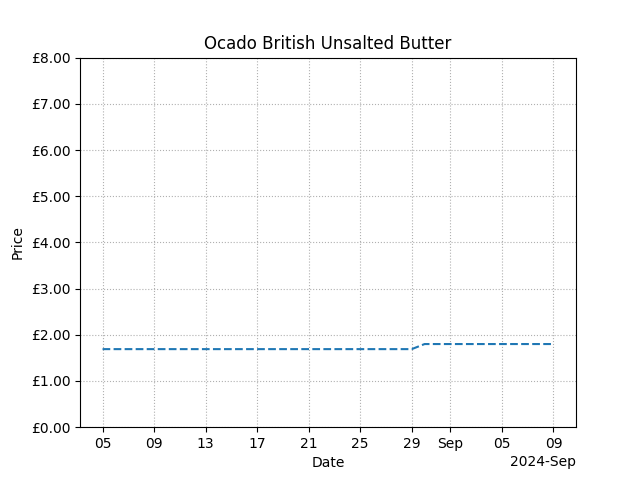 Ocado British Unsalted Butter
£8.00
£7.00
£6.00
£5.00
£4.00
£3.00
£2.00
£1.00
£0.00
Price
05 09 13 17 21 25 29 Sep 05 09
Date
2024-Sep